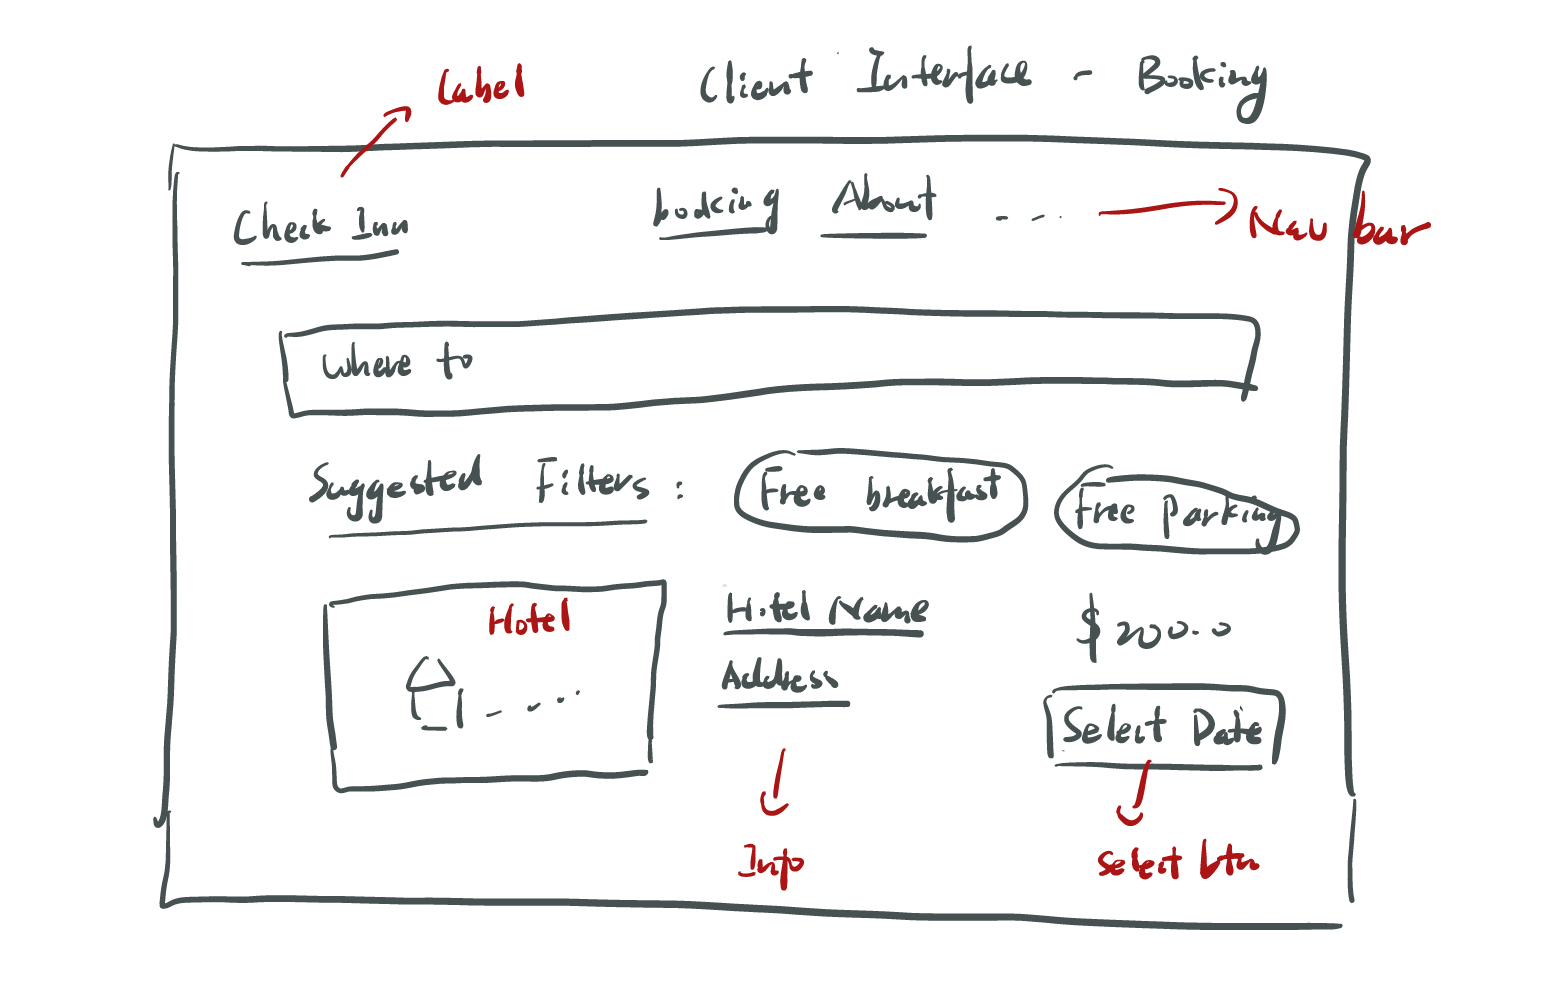 Client Interface - Booking
Label
Check Inn
booking About ...
Nav bar
Where to
Suggested Filters : Free breakfast Free Parking
Hotel
Hotel Name
Address
$200.0
Select Date
Info
select btn